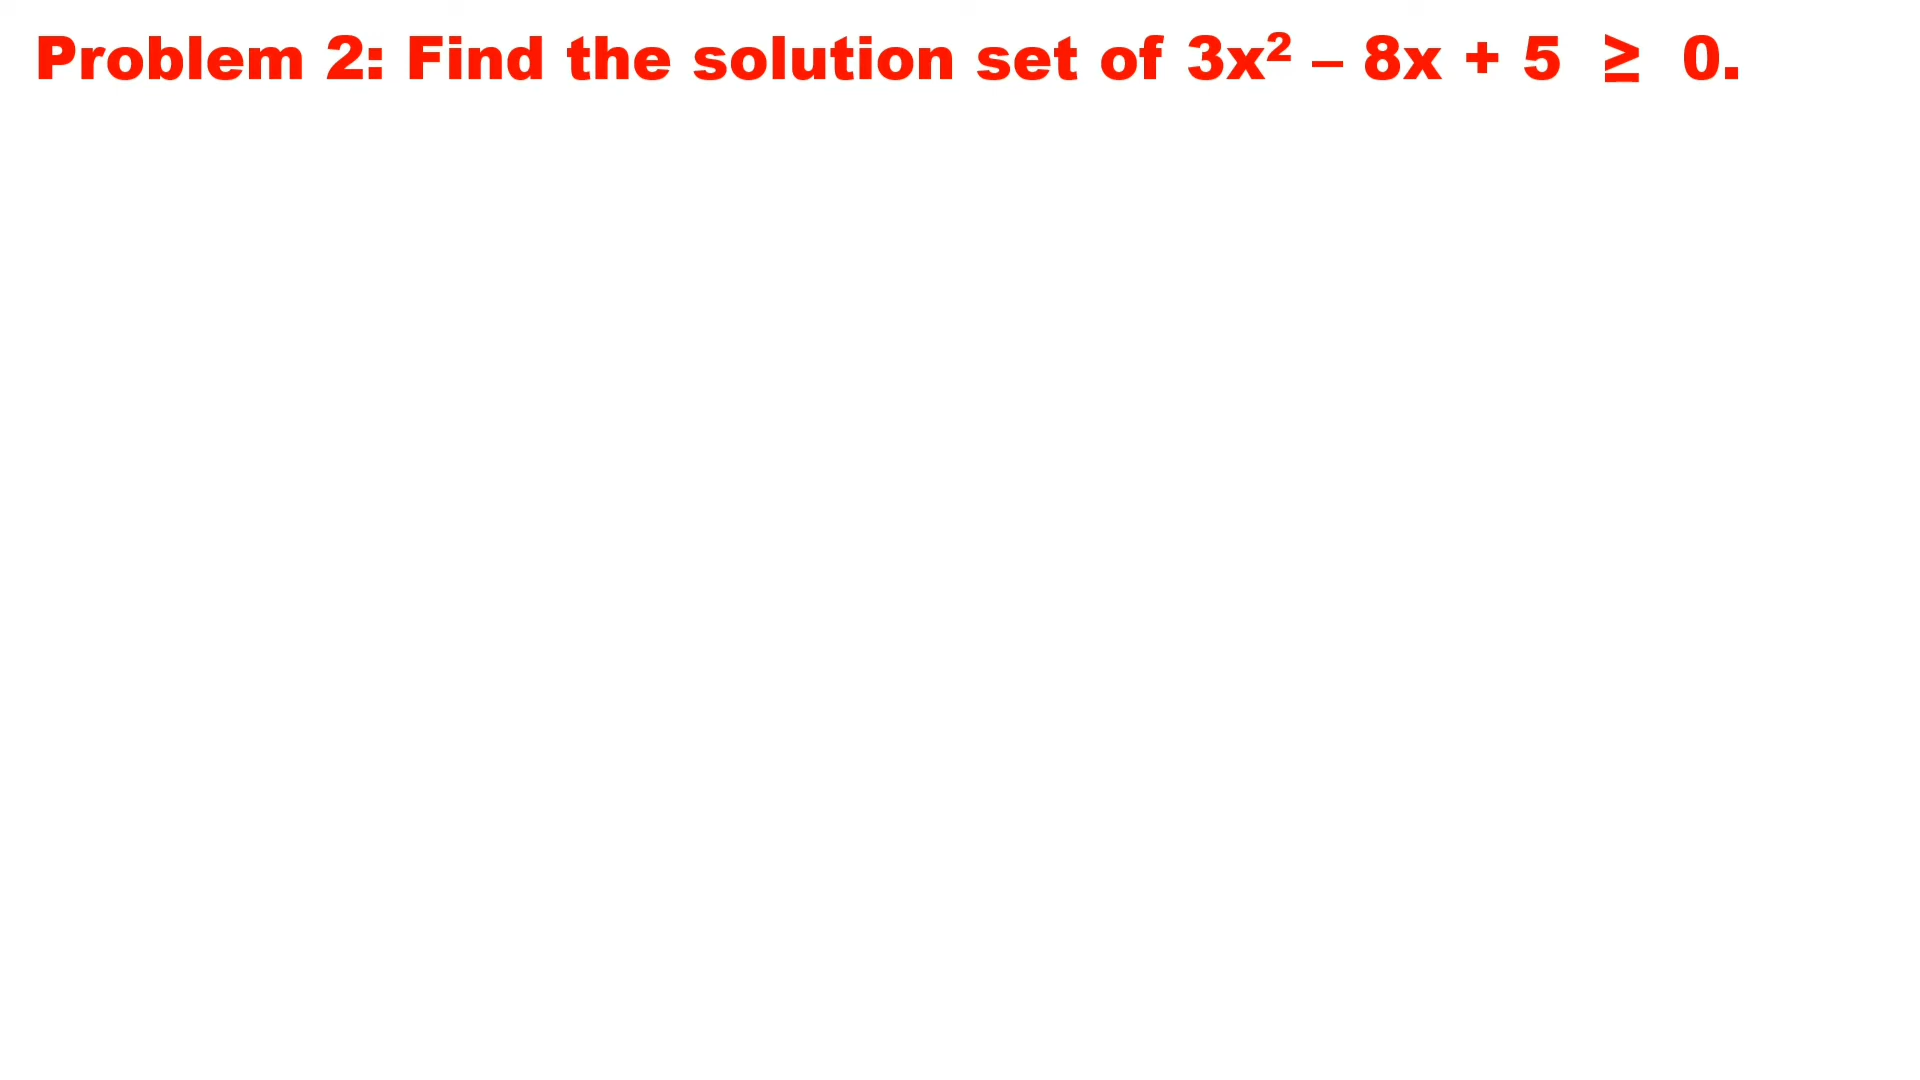 Problem 2: Find the solution set of 3x² – 8x + 5 ≥ 0.